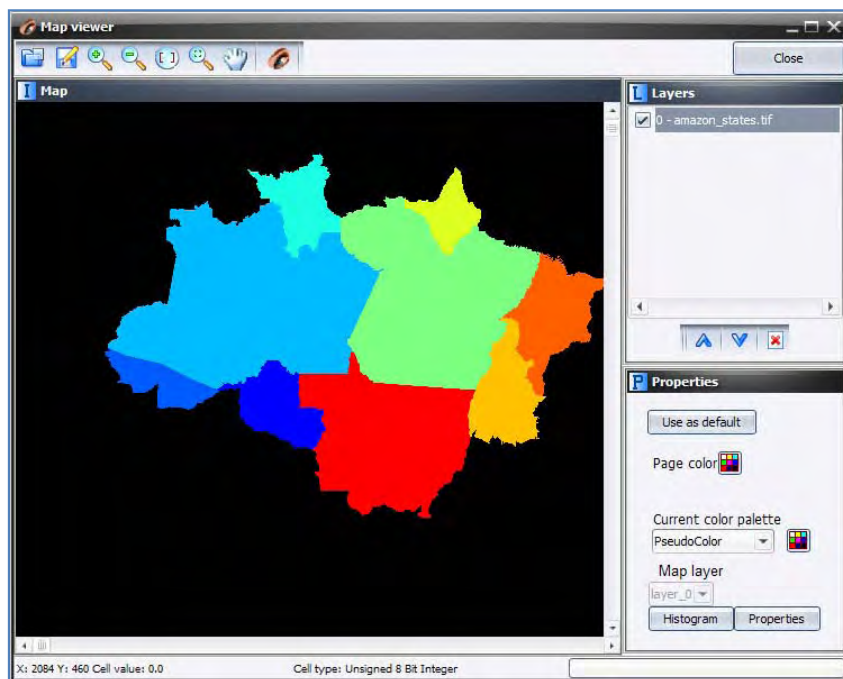 Map viewer
Close
I Map
L Layers
0 - amazon_states.tif
P Properties
Use as default
Page color
Current color palette
PseudoColor
Map layer
layer_0
Histogram
Properties
X: 2084 Y: 460 Cell value: 0.0
Cell type: Unsigned 8 Bit Integer